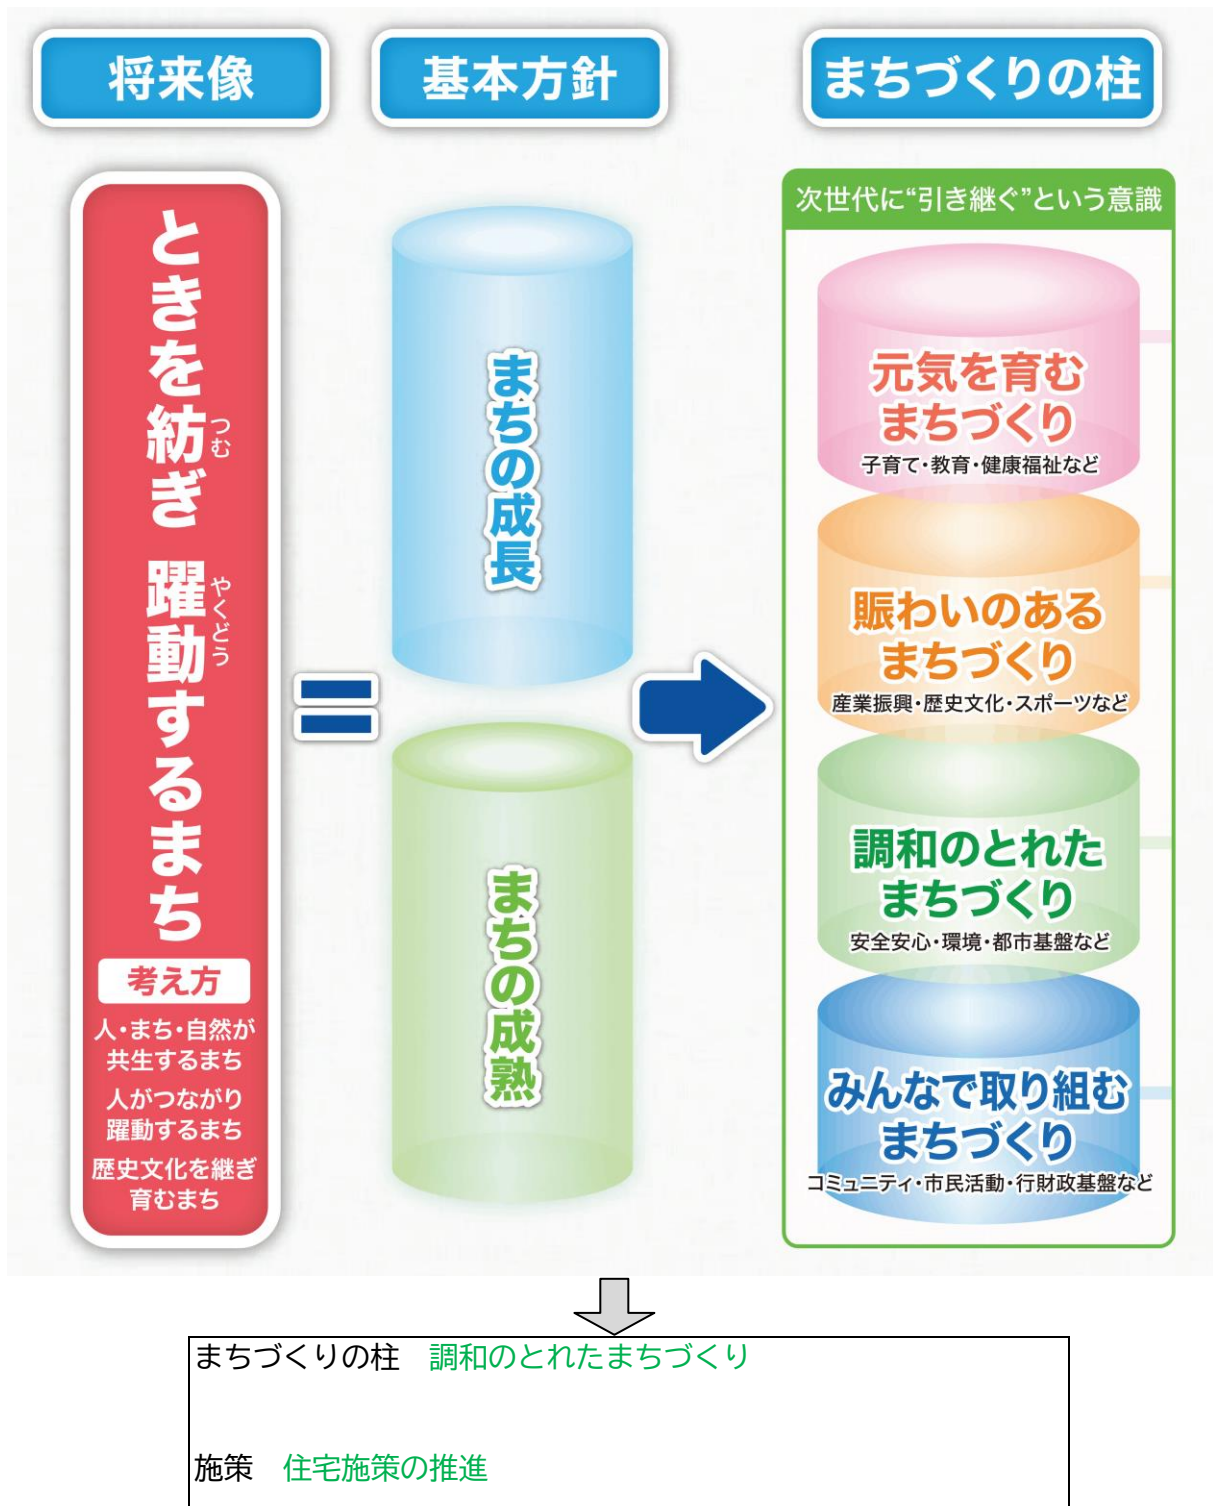 将来像
基本方針
まちづくりの柱
ときを紡ぎ 躍動するまち
つむ
やくどう
考え方
人・まち・自然が
共生するまち
人がつながり
躍動するまち
歴史文化を継ぎ
育むまち
まちの成長
まちの成熟
次世代に“引き継ぐ”という意識
元気を育む
まちづくり
子育て・教育・健康福祉など
賑わいのある
まちづくり
産業振興・歴史文化・スポーツなど
調和のとれた
まちづくり
安全安心・環境・都市基盤など
みんなで取り組む
まちづくり
コミュニティ・市民活動・行財政基盤など
まちづくりの柱　調和のとれたまちづくり
施策　住宅施策の推進